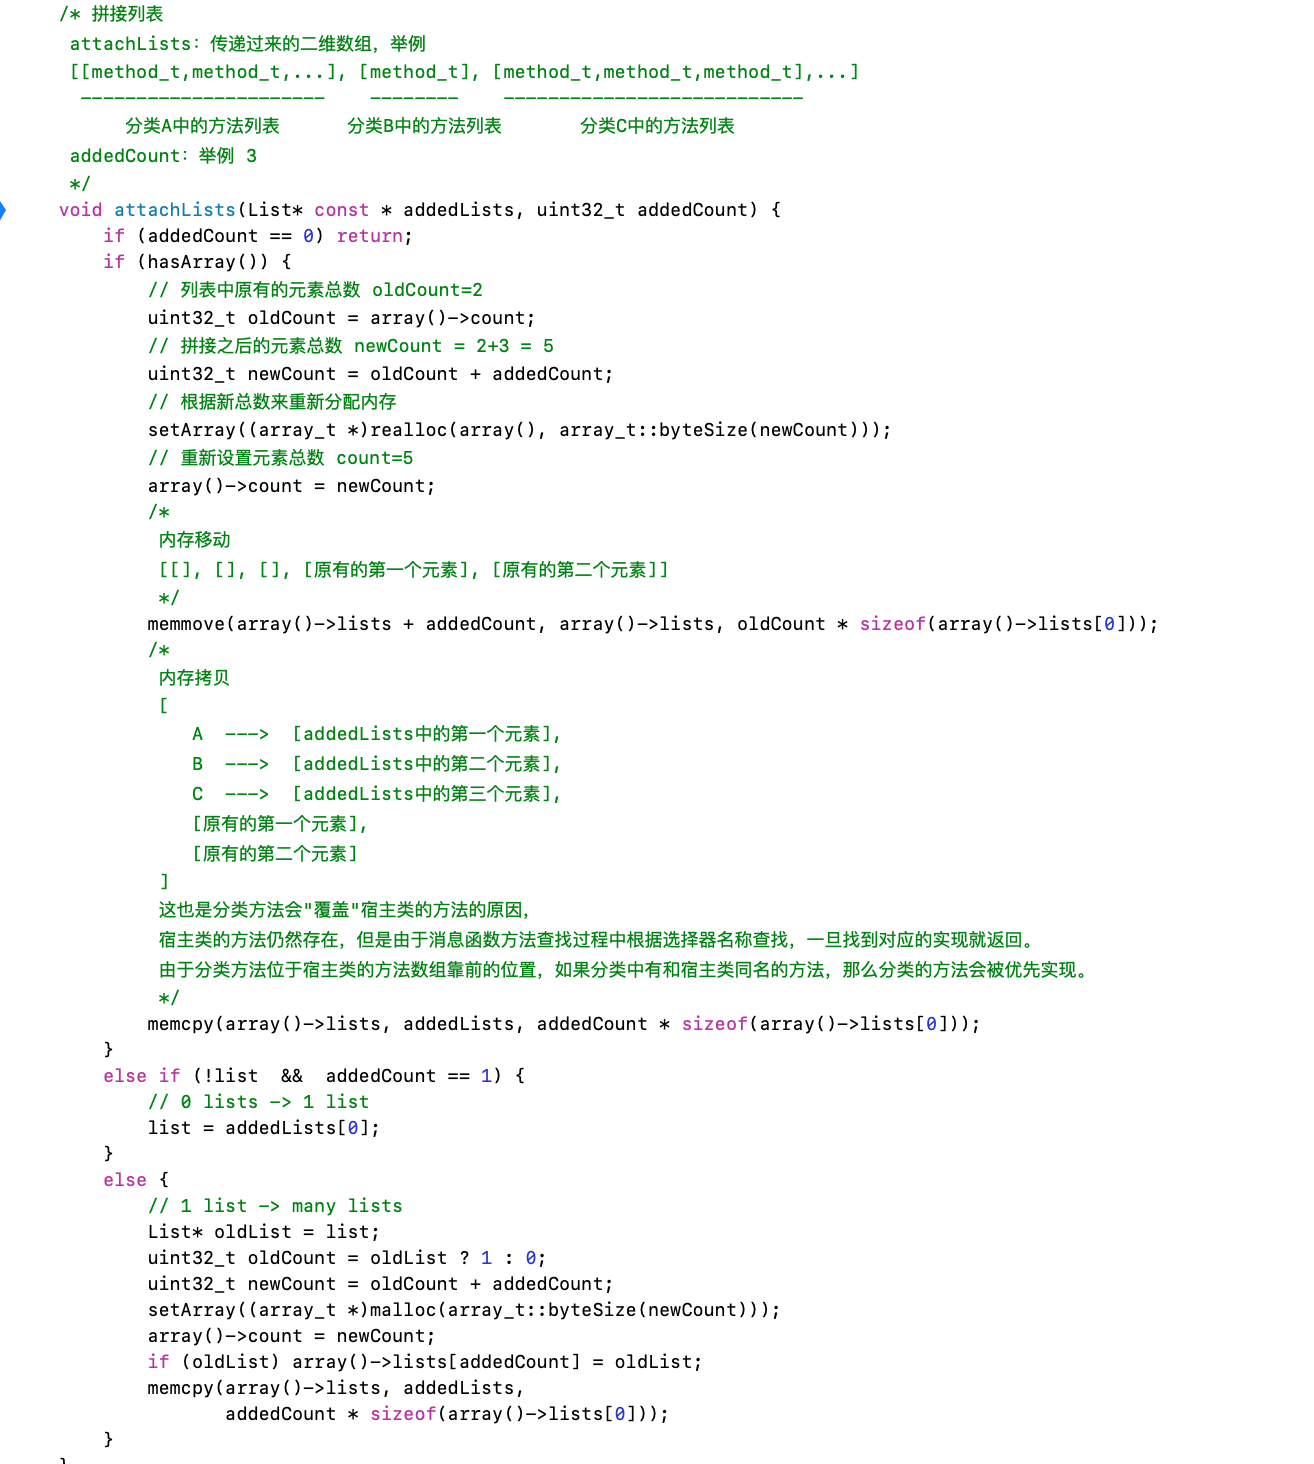 /* 拼接列表
attachLists：传递过来的二维数组，举例
[[method_t,method_t,...], [method_t], [method_t,method_t,method_t],...]
----------------------    --------    ---------------------------
分类A中的方法列表      分类B中的方法列表       分类C中的方法列表
addedCount：举例 3
*/
void attachLists(List* const * addedLists, uint32_t addedCount) {
if (addedCount == 0) return;
if (hasArray()) {
// 列表中原有的元素总数 oldCount=2
uint32_t oldCount = array()->count;
// 拼接之后的元素总数 newCount = 2+3 = 5
uint32_t newCount = oldCount + addedCount;
// 根据新总数来重新分配内存
setArray((array_t *)realloc(array(), array_t::byteSize(newCount)));
// 重新设置元素总数 count=5
array()->count = newCount;
/*
内存移动
[[], [], [], [原有的第一个元素], [原有的第二个元素]]
*/
memmove(array()->lists + addedCount, array()->lists, oldCount * sizeof(array()->lists[0]));
/*
内存拷贝
[
A  --->  [addedLists中的第一个元素],
B  --->  [addedLists中的第二个元素],
C  --->  [addedLists中的第三个元素],
[原有的第一个元素],
[原有的第二个元素]
]
这也是分类方法会"覆盖"宿主类的方法的原因，
宿主类的方法仍然存在，但是由于消息函数方法查找过程中根据选择器名称查找，一旦找到对应的实现就返回。
由于分类方法位于宿主类的方法数组靠前的位置，如果分类中有和宿主类同名的方法，那么分类的方法会被优先实现。
*/
memcpy(array()->lists, addedLists, addedCount * sizeof(array()->lists[0]));
}
else if (!list  &&  addedCount == 1) {
// 0 lists -> 1 list
list = addedLists[0];
}
else {
// 1 list -> many lists
List* oldList = list;
uint32_t oldCount = oldList ? 1 : 0;
uint32_t newCount = oldCount + addedCount;
setArray((array_t *)malloc(array_t::byteSize(newCount)));
array()->count = newCount;
if (oldList) array()->lists[addedCount] = oldList;
memcpy(array()->lists, addedLists,
addedCount * sizeof(array()->lists[0]));
}
}